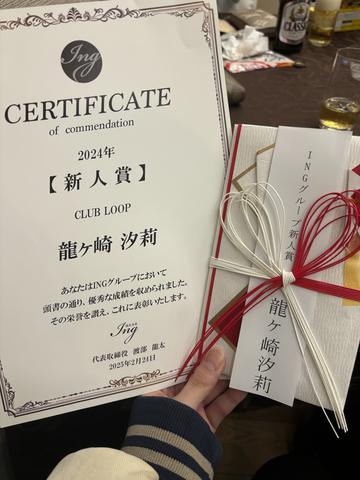 Ing
CERTIFICATE
of commendation
2024年
【新人賞】
CLUB LOOP
龍ヶ崎 汐莉
あなたはINGグループにおいて
頭書の通り、優秀な成績を収められました。
その栄誉を讃え、これに表彰いたします。
株式会社
Ing
代表取締役 渡部 龍太
2025年2月24日
INGグループ新人賞
龍ヶ崎汐莉
CLASSIC